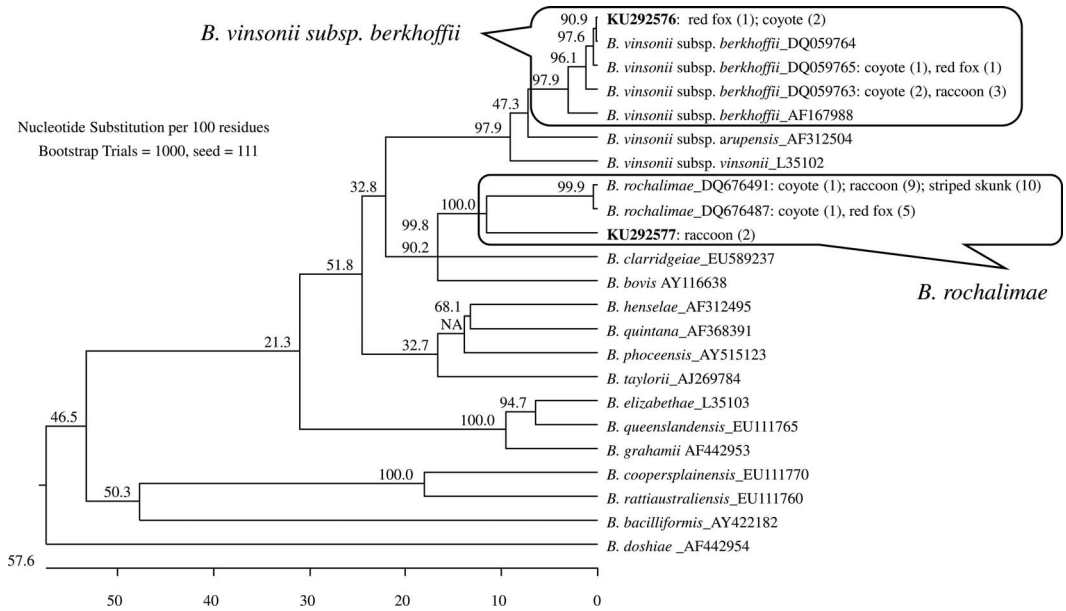 B. vinsonii subsp. berkhoffii
90.9
KU292576: red fox (1); coyote (2)
97.6
B. vinsonii subsp. berkhoffii_DQ059764
96.1
B. vinsonii subsp. berkhoffii_DQ059765: coyote (1), red fox (1)
97.9
B. vinsonii subsp. berkhoffii_DQ059763: coyote (2), raccoon (3)
47.3
B. vinsonii subsp. berkhoffii_AF167988
Nucleotide Substitution per 100 residues
Bootstrap Trials = 1000, seed = 111
97.9
B. vinsonii subsp. arupensis_AF312504
B. vinsonii subsp. vinsonii_L35102
32.8
99.9
B. rochalimae_DQ676491: coyote (1); raccoon (9); striped skunk (10)
100.0
B. rochalimae_DQ676487: coyote (1), red fox (5)
99.8
KU292577: raccoon (2)
90.2
B. clarridgeiae_EU589237
51.8
B. bovis AY116638
B. rochalimae
68.1
B. henselae_AF312495
NA
B. quintana_AF368391
21.3
32.7
B. phoceensis_AY515123
B. taylorii_AJ269784
94.7
B. elizabethae_L35103
46.5
100.0
B. queenslandensis_EU111765
B. grahamii AF442953
100.0
B. coopersplainensis_EU111770
50.3
B. rattiaustraliensis_EU111760
B. bacilliformis_AY422182
B. doshiae _AF442954
57.6
50 40 30 20 10 0